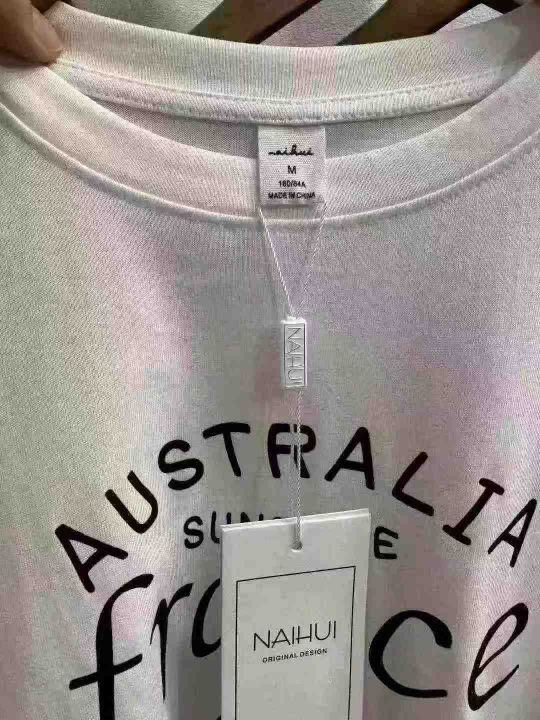 naihui
M
160/84A
MADE IN CHINA
NAIHUI
AUSTRALIA
NAIHUI
ORIGINAL DESIGN